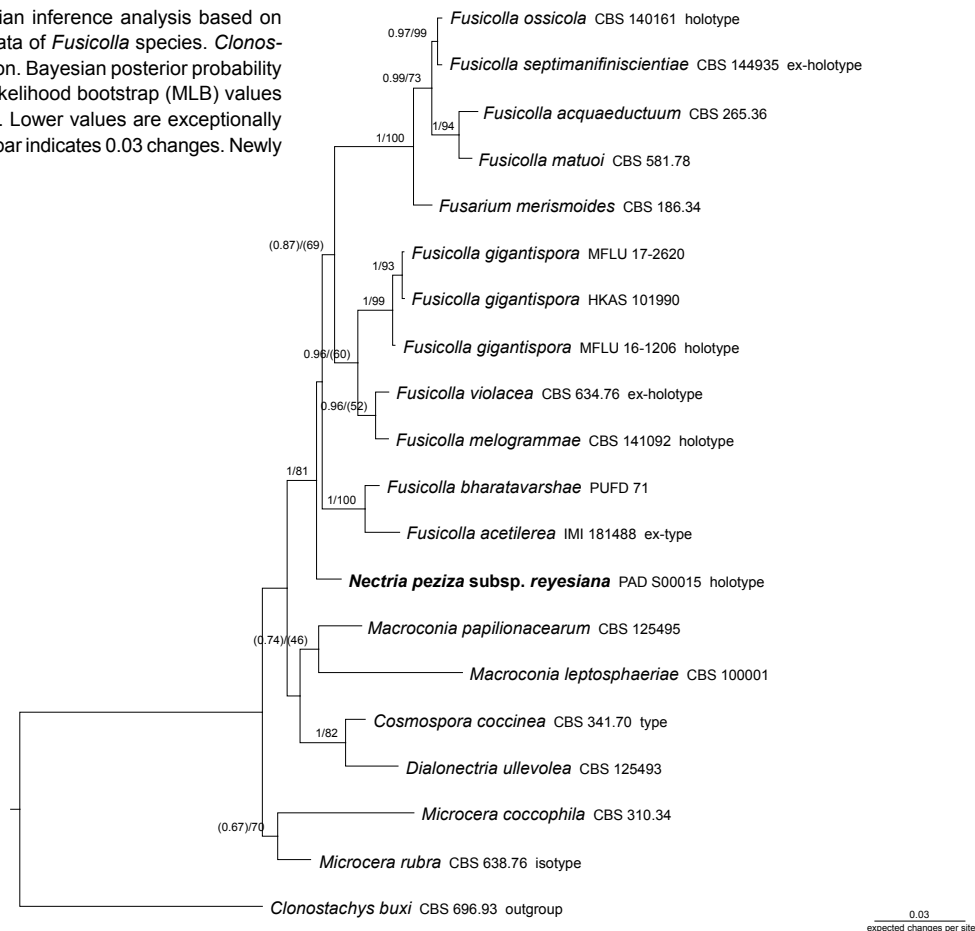 ian inference analysis based on
ata of Fusicolla species. Clonos-
on. Bayesian posterior probability
kelihood bootstrap (MLB) values
. Lower values are exceptionally
bar indicates 0.03 changes. Newly
Fusicolla ossicola CBS 140161 holotype
0.97/99
Fusicolla septimanifiniscientiae CBS 144935 ex-holotype
0.99/73
Fusicolla acquaeductuum CBS 265.36
1/94
Fusicolla matuoi CBS 581.78
1/100
Fusarium merismoides CBS 186.34
(0.87)/(69)
Fusicolla gigantispora MFLU 17-2620
1/93
Fusicolla gigantispora HKAS 101990
1/99
Fusicolla gigantispora MFLU 16-1206 holotype
0.96/(60)
Fusicolla violacea CBS 634.76 ex-holotype
0.96/(52)
Fusicolla melogrammae CBS 141092 holotype
1/81
Fusicolla bharatavarshae PUFD 71
1/100
Fusicolla acetilerea IMI 181488 ex-type
Nectria peziza subsp. reyesiana PAD S00015 holotype
Macroconia papilionacearum CBS 125495
(0.74)/(46)
Macroconia leptosphaeriae CBS 100001
Cosmospora coccinea CBS 341.70 type
1/82
Dialonectria ullevolea CBS 125493
Microcera coccophila CBS 310.34
(0.67)/70
Microcera rubra CBS 638.76 isotype
Clonostachys buxi CBS 696.93 outgroup
0.03
expected changes per site